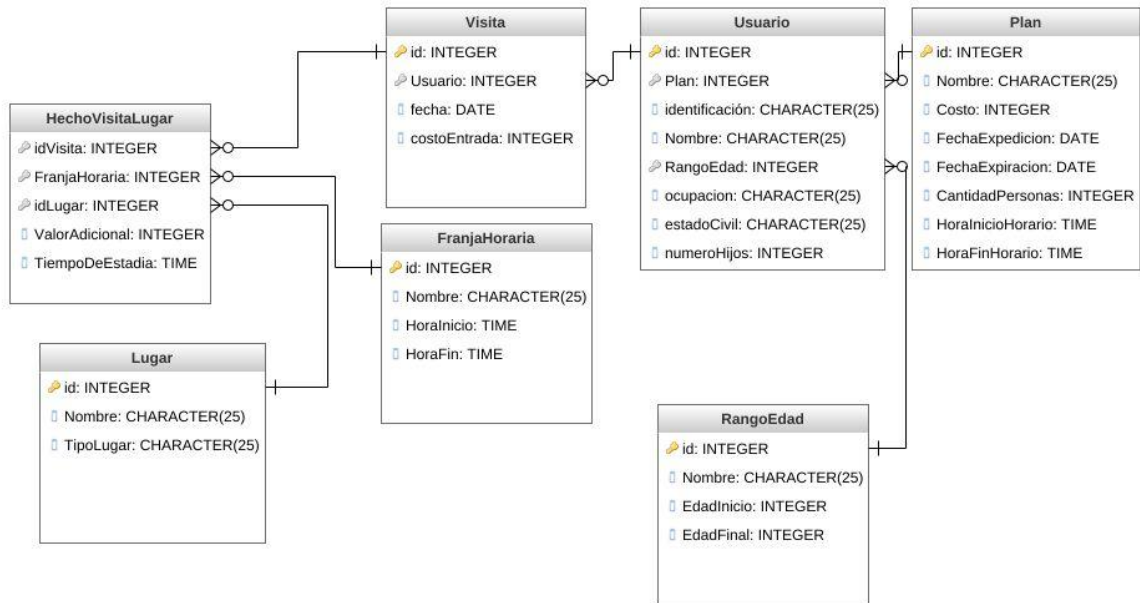 Visita
id: INTEGER
Usuario: INTEGER
fecha: DATE
costoEntrada: INTEGER
Usuario
id: INTEGER
Plan: INTEGER
identificación: CHARACTER(25)
Nombre: CHARACTER(25)
RangoEdad: INTEGER
ocupacion: CHARACTER(25)
estadoCivil: CHARACTER(25)
numeroHijos: INTEGER
Plan
id: INTEGER
Nombre: CHARACTER(25)
Costo: INTEGER
FechaExpedicion: DATE
FechaExpiracion: DATE
CantidadPersonas: INTEGER
HoraInicioHorario: TIME
HoraFinHorario: TIME
HechoVisitaLugar
idVisita: INTEGER
FranjaHoraria: INTEGER
idLugar: INTEGER
ValorAdicional: INTEGER
TiempoDeEstadia: TIME
FranjaHoraria
id: INTEGER
Nombre: CHARACTER(25)
HoraInicio: TIME
HoraFin: TIME
Lugar
id: INTEGER
Nombre: CHARACTER(25)
TipoLugar: CHARACTER(25)
RangoEdad
id: INTEGER
Nombre: CHARACTER(25)
EdadInicio: INTEGER
EdadFinal: INTEGER